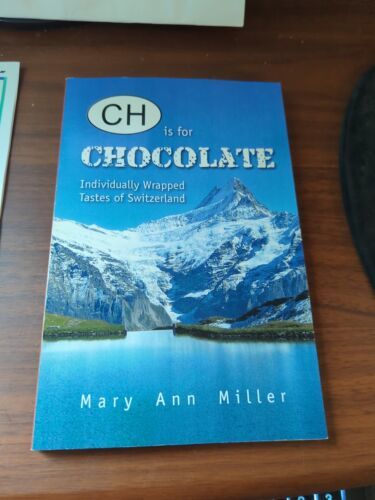 CH
is for
CHOCOLATE
Individually Wrapped
Tastes of Switzerland
Mary Ann Miller